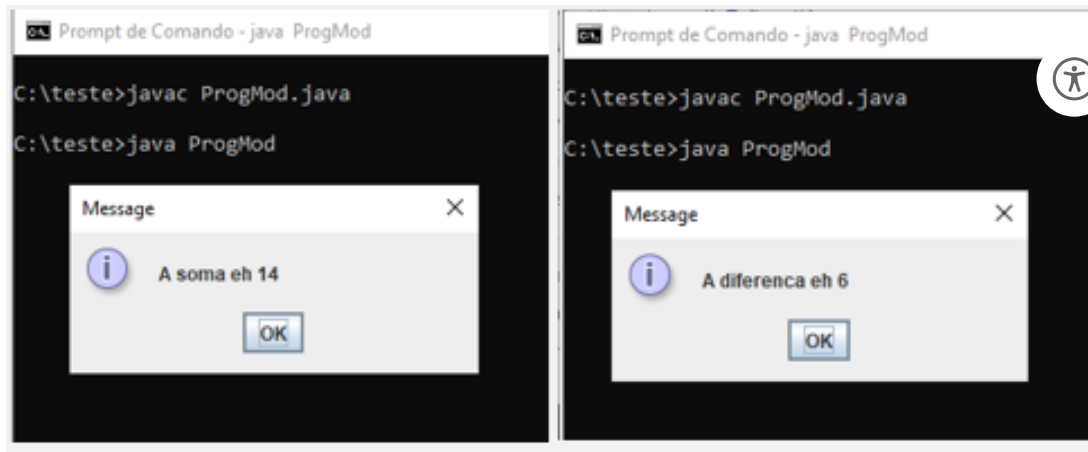 Prompt de Comando - java ProgMod
C:\teste>javac ProgMod.java
C:\teste>java ProgMod
Message
A soma eh 14
OK
Prompt de Comando - java ProgMod
C:\teste>javac ProgMod.java
C:\teste>java ProgMod
Message
A diferenca eh 6
OK